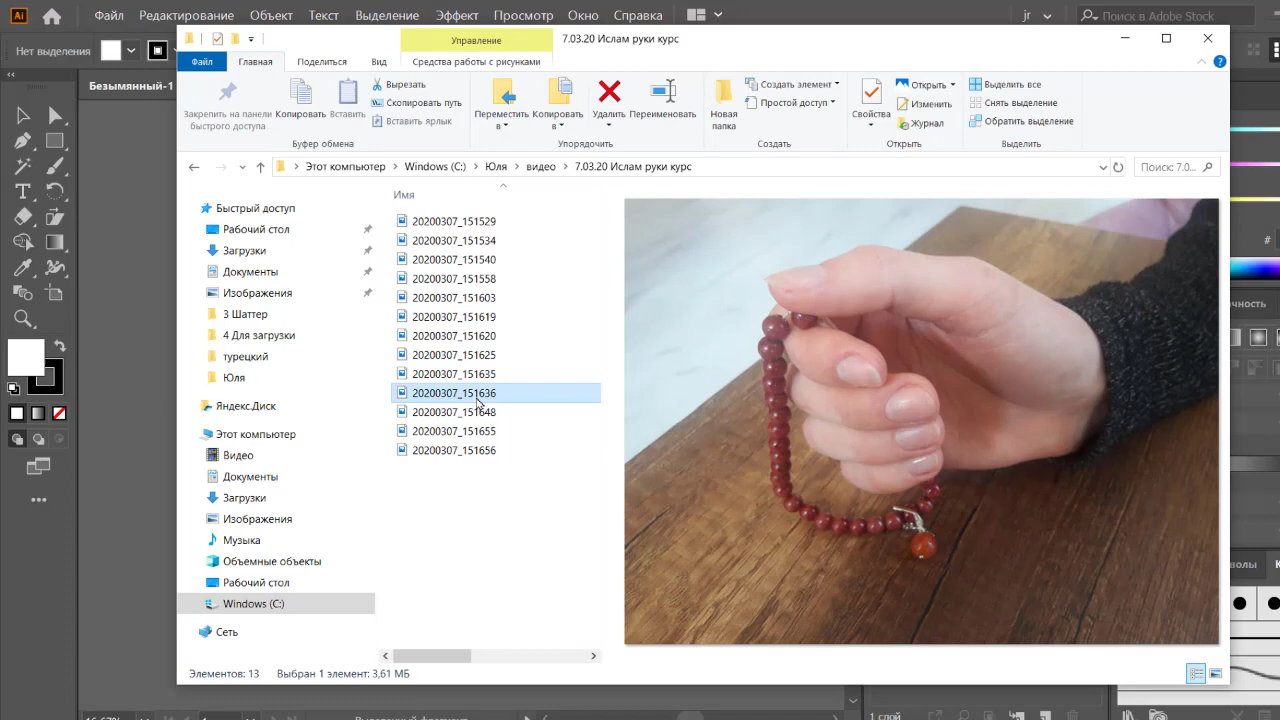 Файл Редактирование Объект Текст Выделение Эффект Просмотр Окно Справка
jr
Поиск в Adobe Stock
Нет выделения
Безымянный-1
Управление
7.03.20 Ислам руки курс
Файл Главная Поделиться Вид Средства работы с рисунками
Закрепить на панели быстрого доступа
Копировать
Вставить
Вырезать
Скопировать путь
Вставить ярлык
Переместить в
Копировать в
Удалить
Переименовать
Новая папка
Создать элемент
Простой доступ
Свойства
Открыть
Изменить
Журнал
Выделить все
Снять выделение
Обратить выделение
Буфер обмена
Упорядочить
Создать
Открыть
Выделить
Этот компьютер > Windows (C:) > Юля > видео > 7.03.20 Ислам руки курс
Поиск: 7.0...
Имя
Быстрый доступ
Рабочий стол
Загрузки
Документы
Изображения
3 Шаттер
4 Для загрузки
турецкий
Юля
Яндекс.Диск
Этот компьютер
Видео
Документы
Загрузки
Изображения
Музыка
Объемные объекты
Рабочий стол
Windows (C:)
Сеть
20200307_151529
20200307_151534
20200307_151540
20200307_151558
20200307_151603
20200307_151619
20200307_151620
20200307_151625
20200307_151635
20200307_151636
20200307_151648
20200307_151655
20200307_151656
#
Элементов: 13 Выбран 1 элемент: 3,61 МБ
1 слой